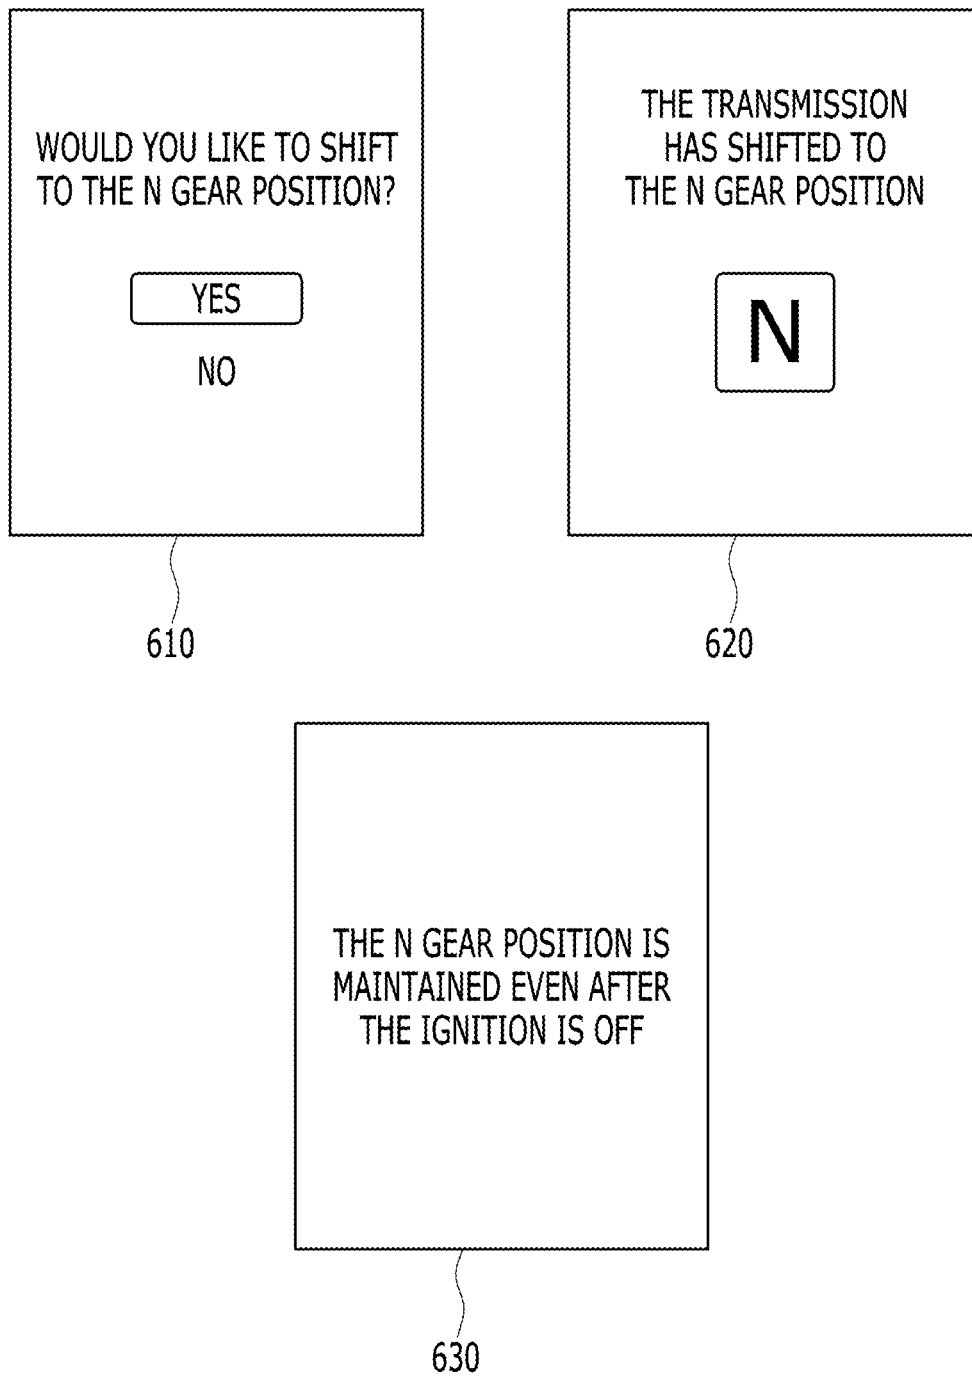 WOULD YOU LIKE TO SHIFT
TO THE N GEAR POSITION?
YES
NO
610
THE TRANSMISSION
HAS SHIFTED TO
THE N GEAR POSITION
N
620
THE N GEAR POSITION IS
MAINTAINED EVEN AFTER
THE IGNITION IS OFF
630